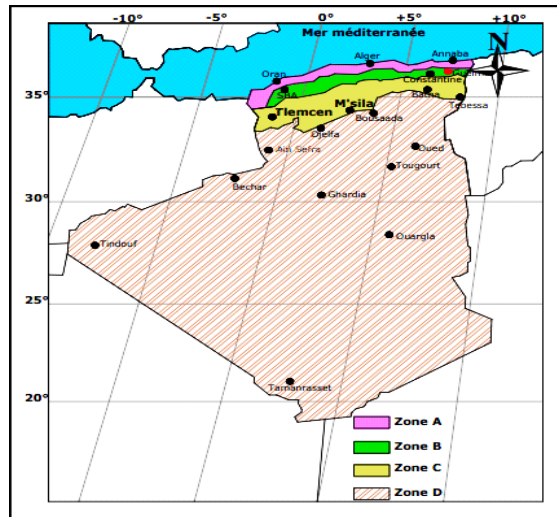 -10° -5° 0° +5° +10°
Mer méditerranée
N
Alger
Annaba
Oran
Constantine
SBA
35°
Tlemcen
M'sila
Batna
Tebessa
Bousaada
Djelfa
Ain Sefra
Oued
Tougourt
Bechar
30°
Ghardia
Ouargla
Tindouf
25°
Tamanrasset
20°
Zone A
Zone B
Zone C
Zone D